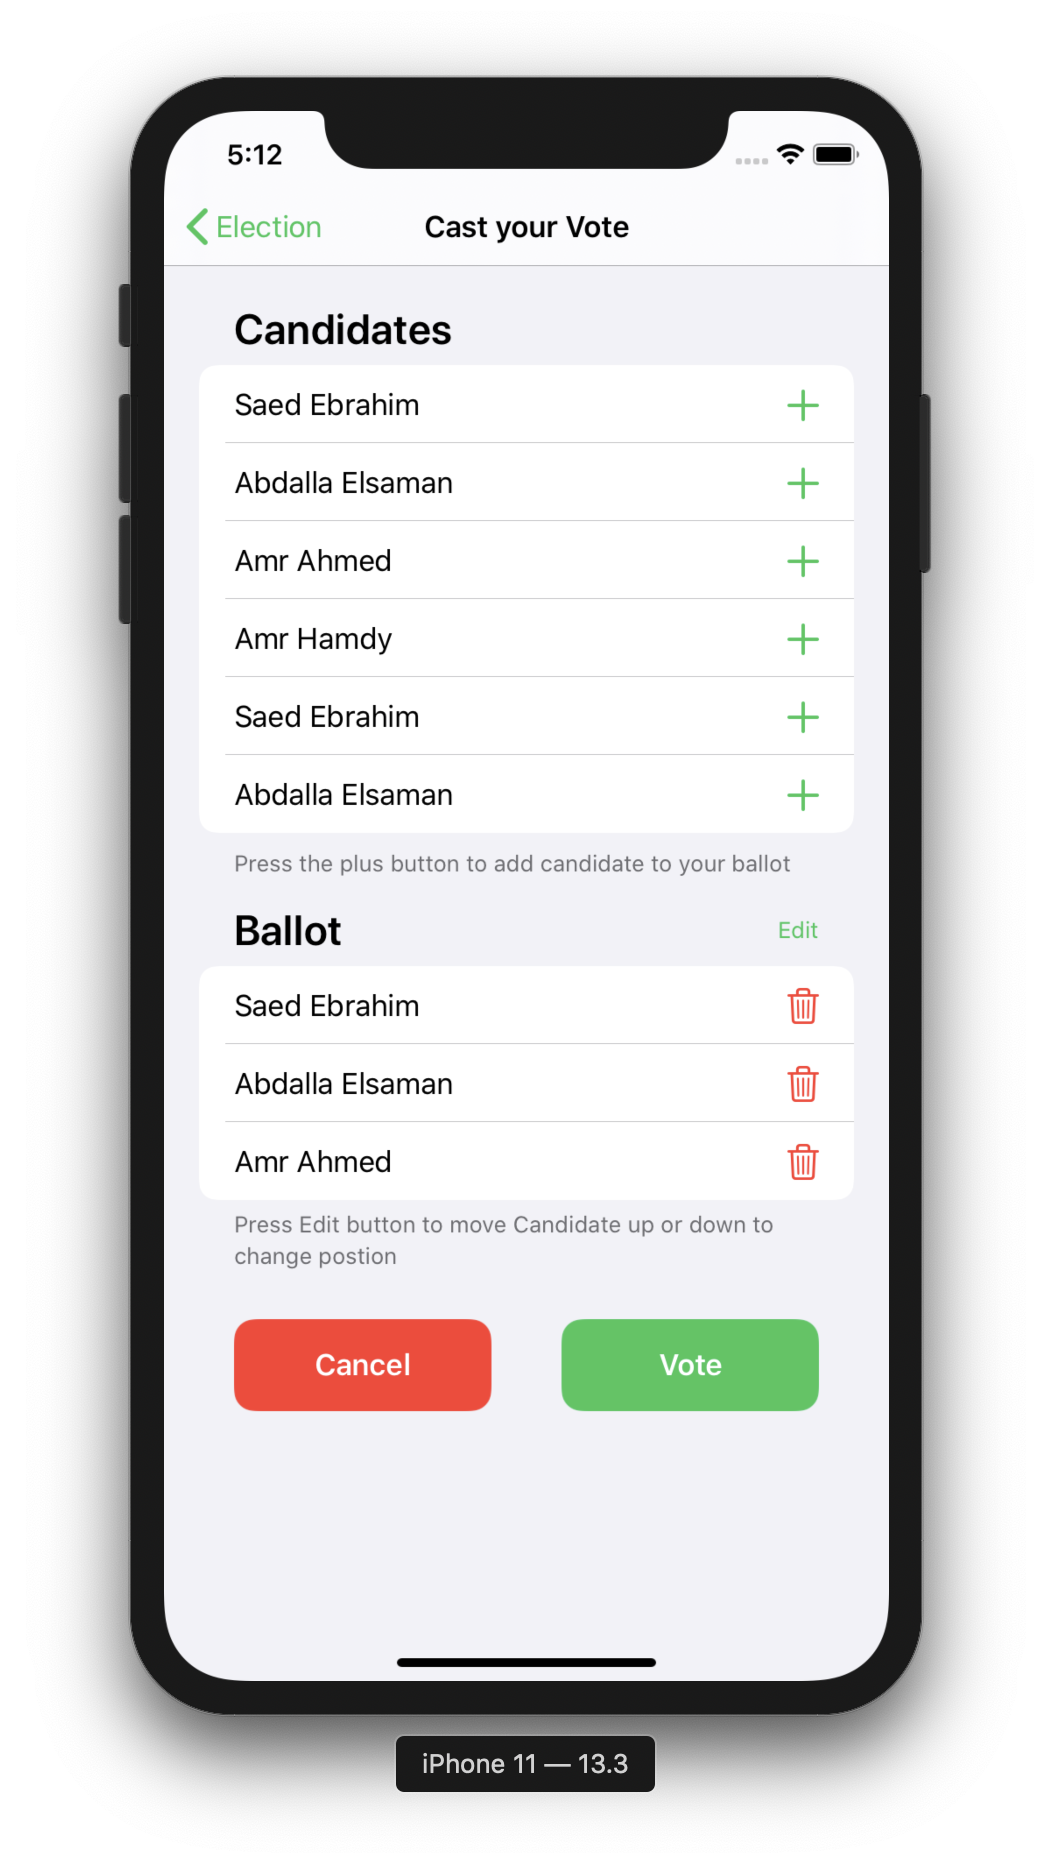 5:12
Election
Cast your Vote
Candidates
Saed Ebrahim
Abdalla Elsaman
Amr Ahmed
Amr Hamdy
Saed Ebrahim
Abdalla Elsaman
Press the plus button to add candidate to your ballot
Ballot
Edit
Saed Ebrahim
Abdalla Elsaman
Amr Ahmed
Press Edit button to move Candidate up or down to
change postion
Cancel
Vote
iPhone 11 — 13.3